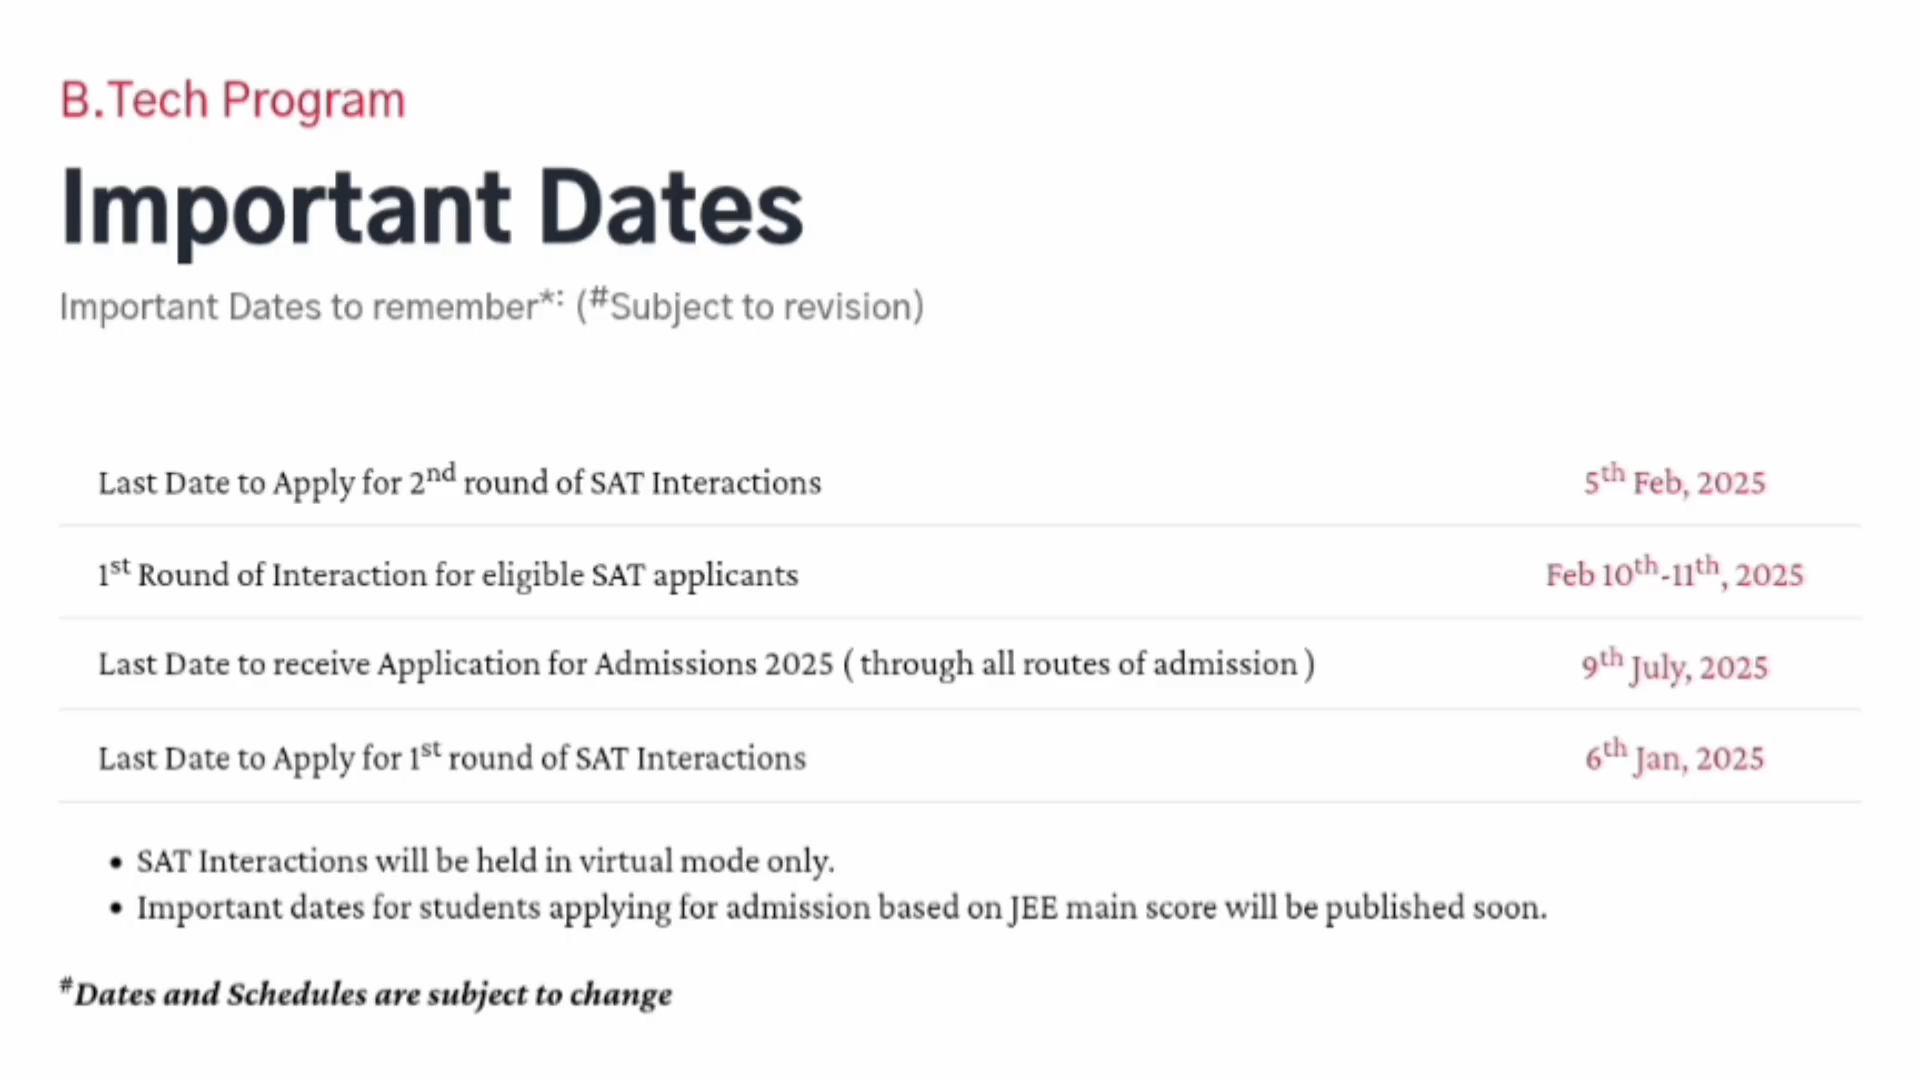 B.Tech Program
Important Dates
Important Dates to remember*: (#Subject to revision)
Last Date to Apply for 2nd round of SAT Interactions 5th Feb, 2025
1st Round of Interaction for eligible SAT applicants Feb 10th-11th, 2025
Last Date to receive Application for Admissions 2025 ( through all routes of admission ) 9th July, 2025
Last Date to Apply for 1st round of SAT Interactions 6th Jan, 2025
• SAT Interactions will be held in virtual mode only.
• Important dates for students applying for admission based on JEE main score will be published soon.
#Dates and Schedules are subject to change